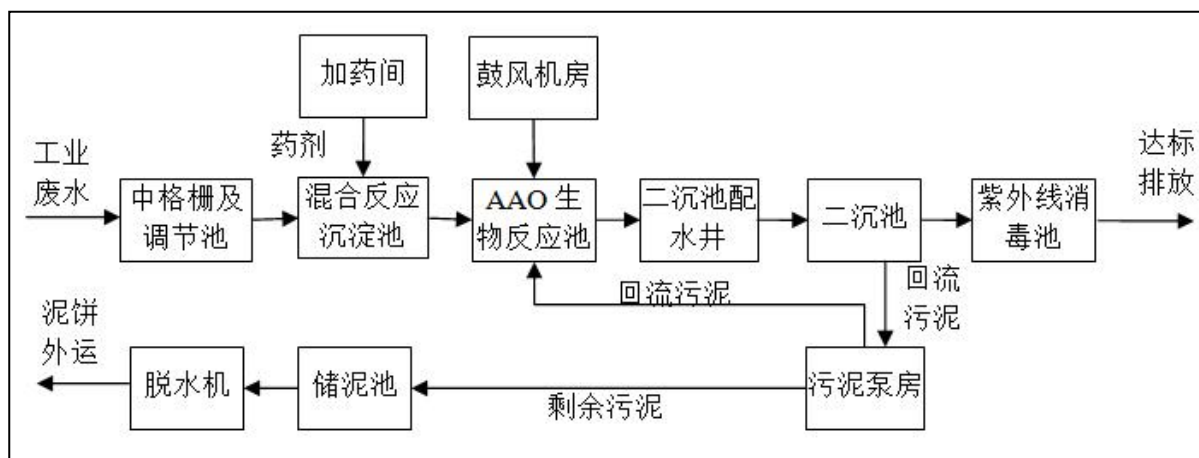 加药间
鼓风机房
药剂
工业
废水
中格栅及
调节池
混合反应
沉淀池
AAO 生
物反应池
二沉池配
水井
二沉池
紫外线消
毒池
达标
排放
回流污泥
回流
污泥
泥饼
外运
脱水机
储泥池
剩余污泥
污泥泵房